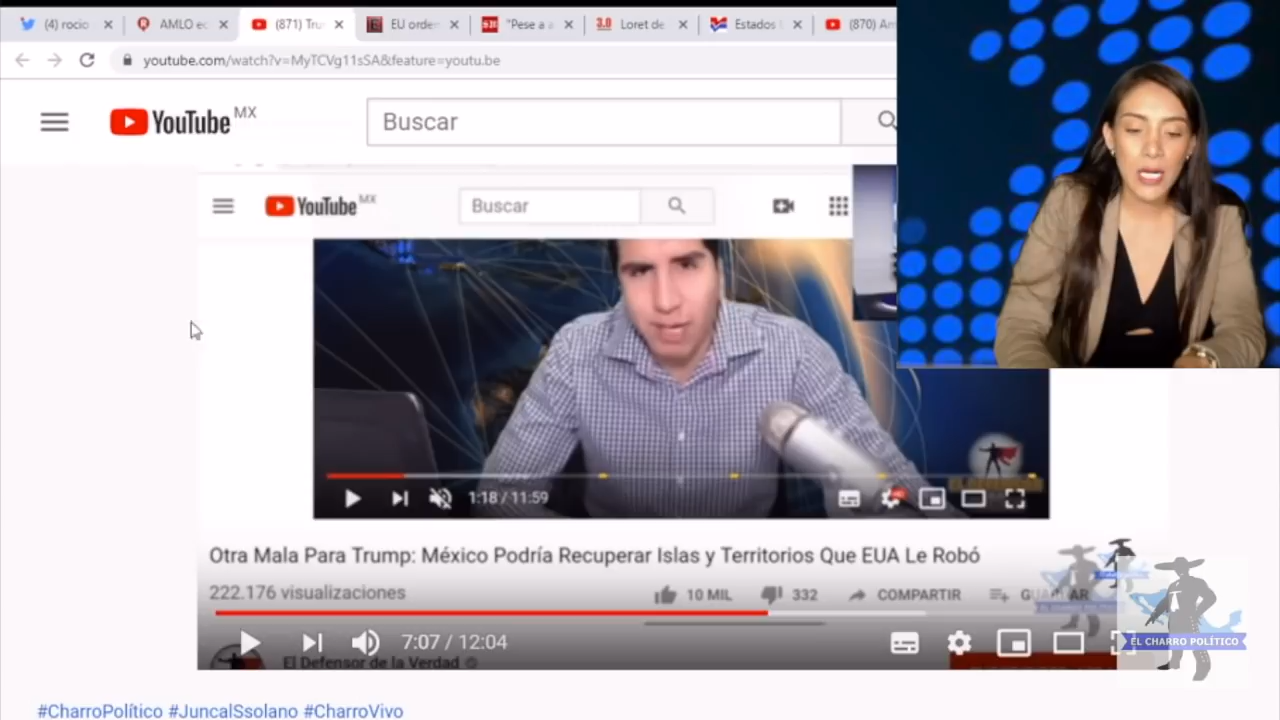 (4) rocio
AMLO e
(871) Tru
EU orde
"Pese a a
Loret de
Estados
(870) Am
youtube.com/watch?v=MyTCVg11sSA&feature=youtu.be
YouTube MX
Buscar
YouTube MX
Buscar
1:18 / 11:59
Otra Mala Para Trump: México Podría Recuperar Islas y Territorios Que EUA Le Robó
222.176 visualizaciones
10 MIL 332 COMPARTIR GUARDAR
7:07 / 12:04
EL CHARRO POLÍTICO
El Defensor de la Verdad
#CharroPolítico #JuncalSsolano #CharroVivo